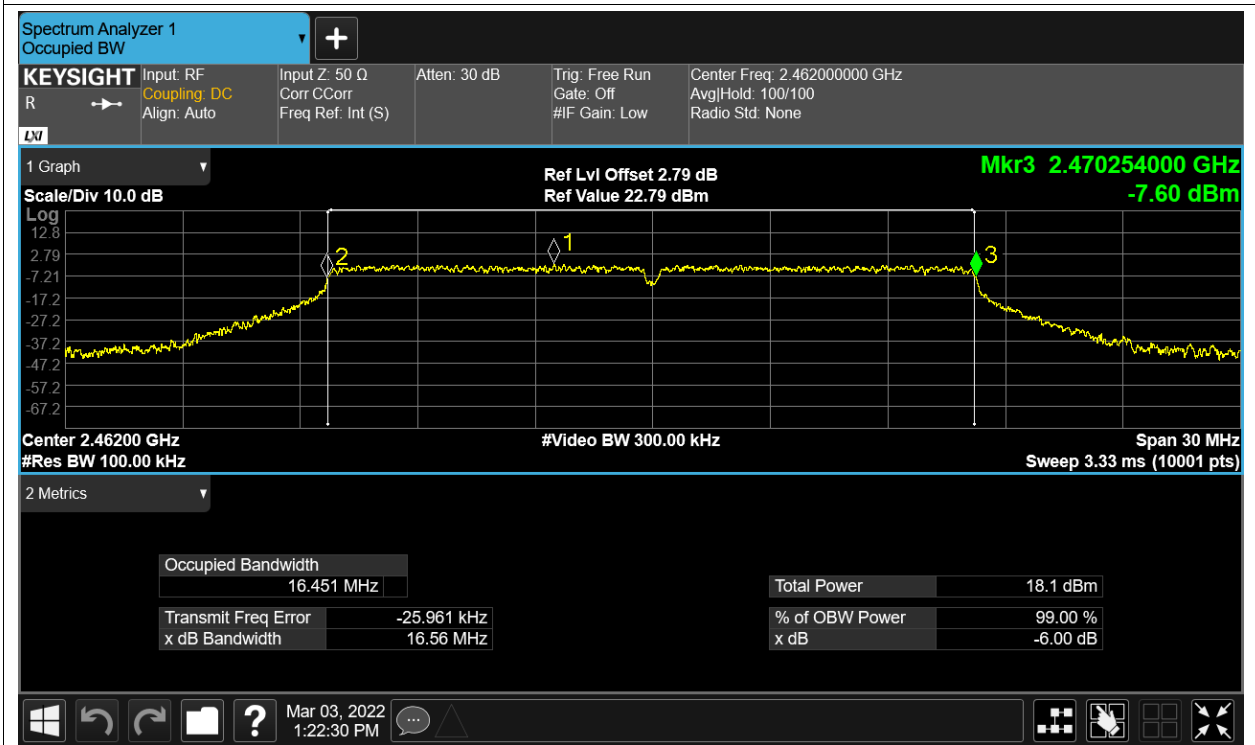 Spectrum Analyzer 1
Occupied BW
KEYSIGHT
R
LXI
Input: RF
Coupling: DC
Align: Auto
Input Z: 50 Ω
Corr CCorr
Freq Ref: Int (S)
Atten: 30 dB
Trig: Free Run
Gate: Off
#IF Gain: Low
Center Freq: 2.462000000 GHz
Avg|Hold: 100/100
Radio Std: None
1 Graph
Scale/Div 10.0 dB
Ref Lvl Offset 2.79 dB
Ref Value 22.79 dBm
Mkr3 2.470254000 GHz
-7.60 dBm
Log
12.8
2.79
-7.21
-17.2
-27.2
-37.2
-47.2
-57.2
-67.2
2
1
3
Center 2.46200 GHz
#Video BW 300.00 kHz
Span 30 MHz
#Res BW 100.00 kHz
Sweep 3.33 ms (10001 pts)
2 Metrics
Occupied Bandwidth
16.451 MHz
Transmit Freq Error -25.961 kHz
x dB Bandwidth 16.56 MHz
Total Power 18.1 dBm
% of OBW Power 99.00 %
x dB -6.00 dB
?
Mar 03, 2022
1:22:30 PM